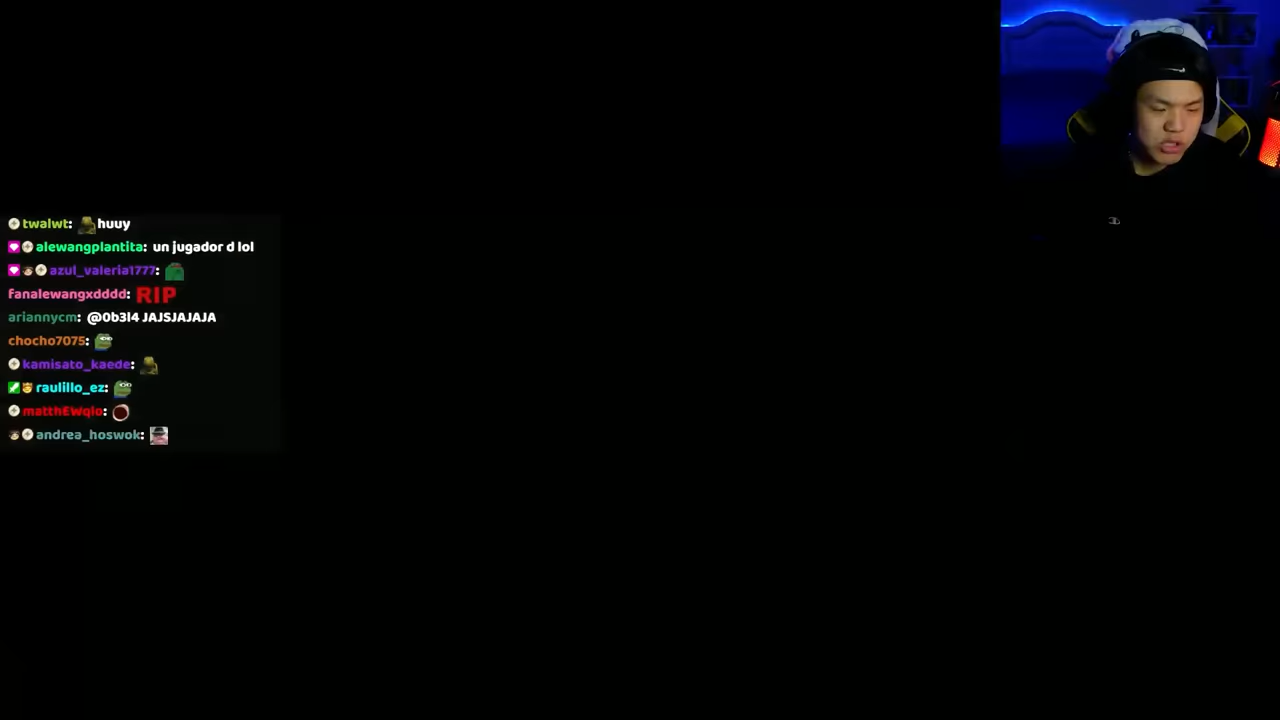 twalwt: huuy
alewangplantita: un jugador d lol
azul_valeria1777:
fanalewangxdddd: RIP
ariannycm: @0b3l4 JAJSJAJAJA
chocho7075:
kamisato_kaede:
raulillo_ez:
matthEWqlo:
andrea_hoswok: